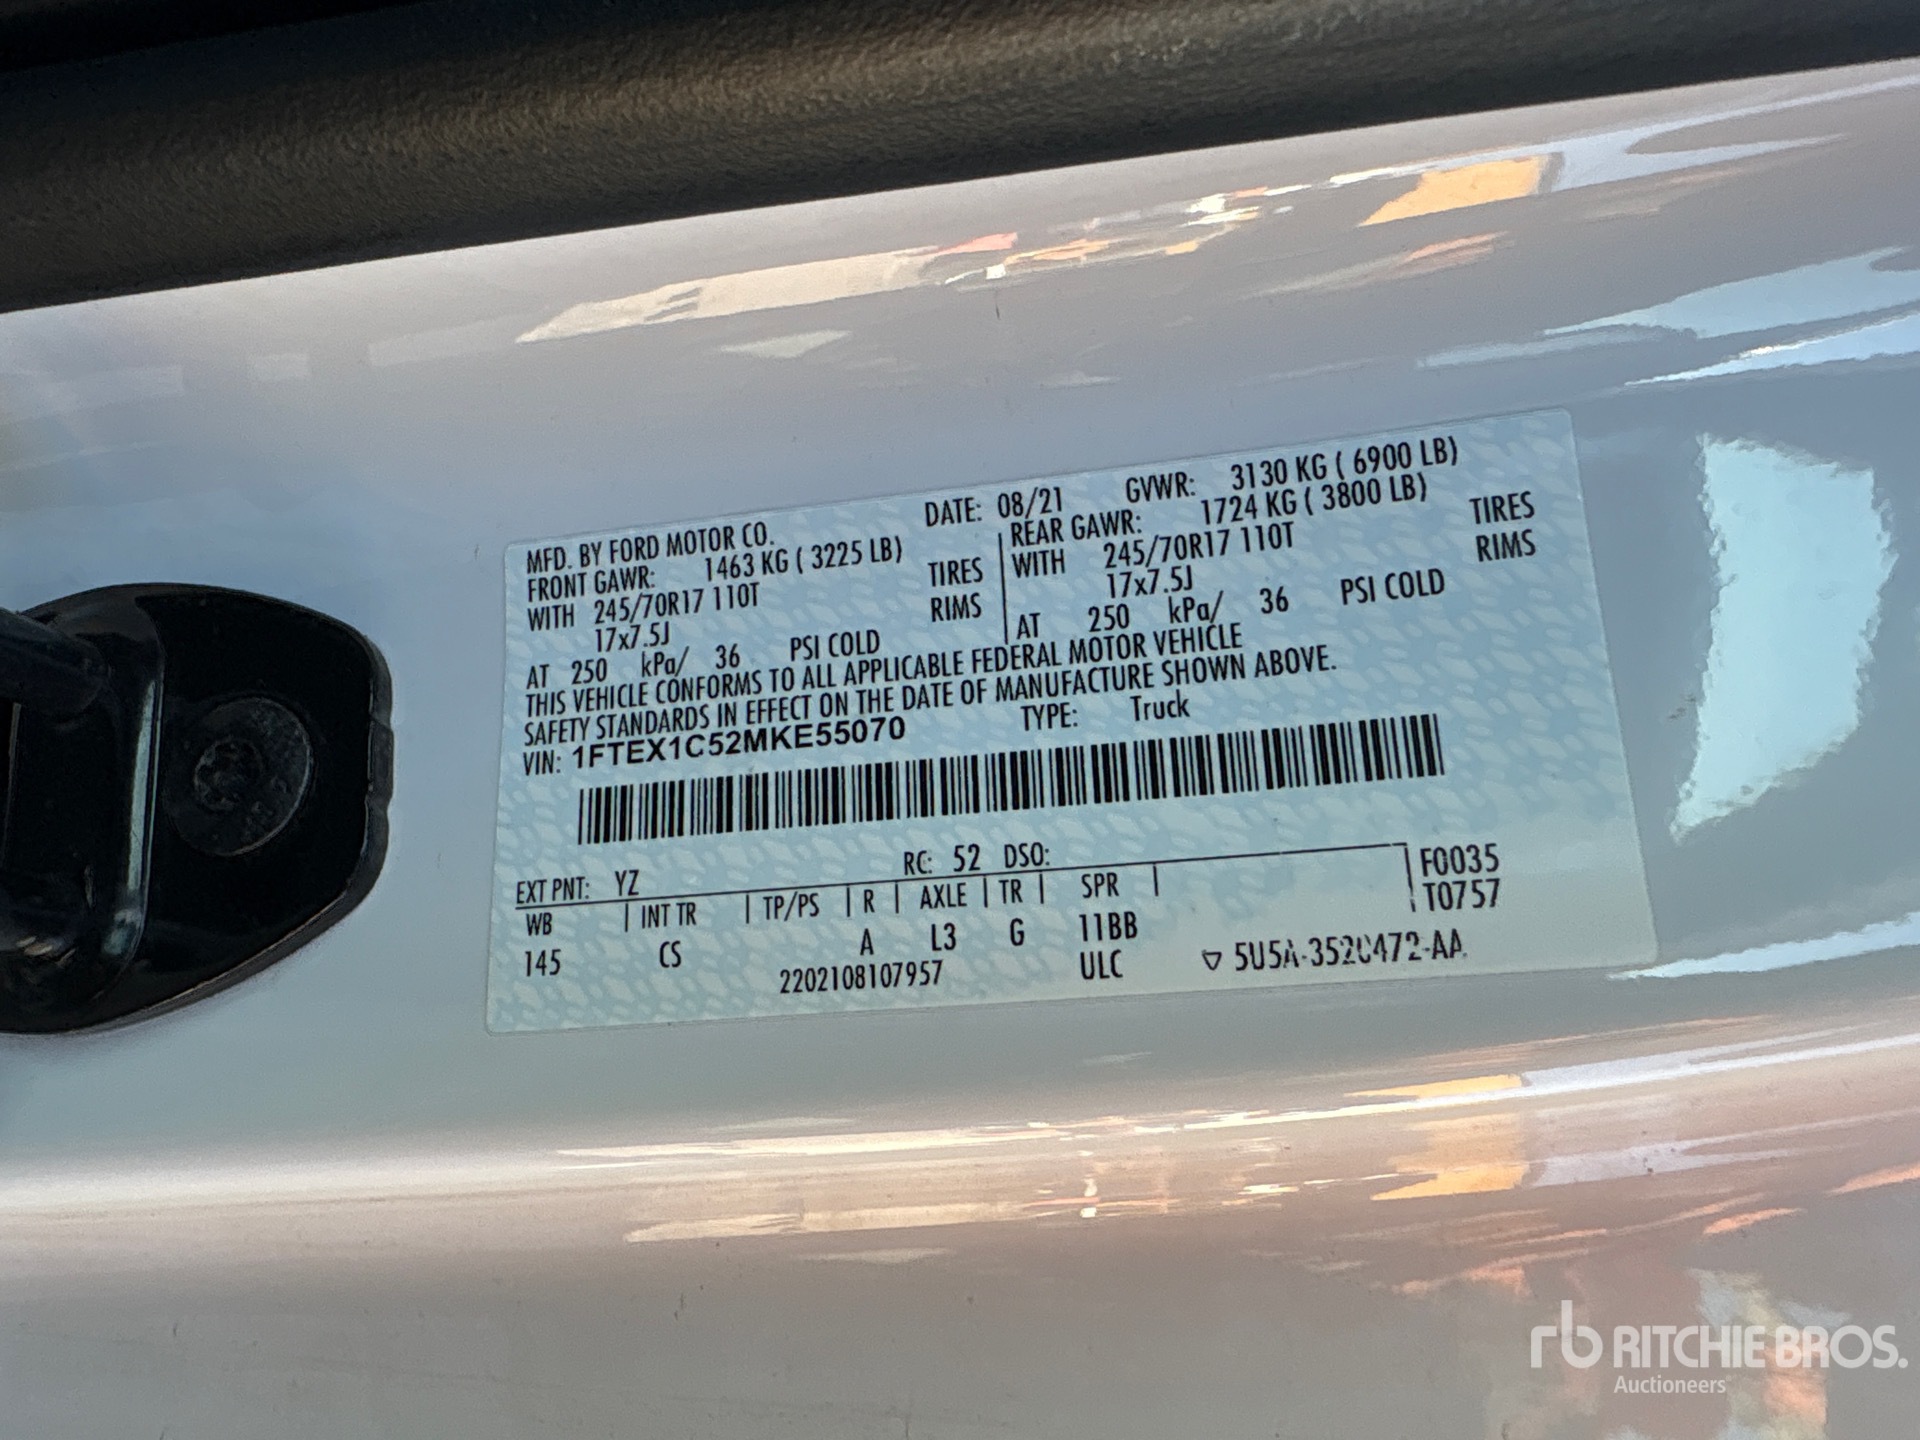 MFD. BY FORD MOTOR CO. DATE: 08/21 GVWR: 3130 KG ( 6900 LB)
FRONT GAWR: 1463 KG ( 3225 LB) REAR GAWR: 1724 KG ( 3800 LB)
WITH 245/70R17 110T TIRES WITH 245/70R17 110T TIRES
17x7.5J RIMS 17x7.5J RIMS
AT 250 kPa/ 36 PSI COLD AT 250 kPa/ 36 PSI COLD
THIS VEHICLE CONFORMS TO ALL APPLICABLE FEDERAL MOTOR VEHICLE
SAFETY STANDARDS IN EFFECT ON THE DATE OF MANUFACTURE SHOWN ABOVE.
VIN: 1FTEX1C52MKE55070 TYPE: Truck
EXT PNT: YZ RC: 52 DSO: F0035
WB | INT TR | TP/PS | R | AXLE | TR | SPR | T0757
145 CS A L3 G 11BB
2202108107957 ULC ▽ 5U5A-3520472-AA
rb RITCHIE BROS.
Auctioneers